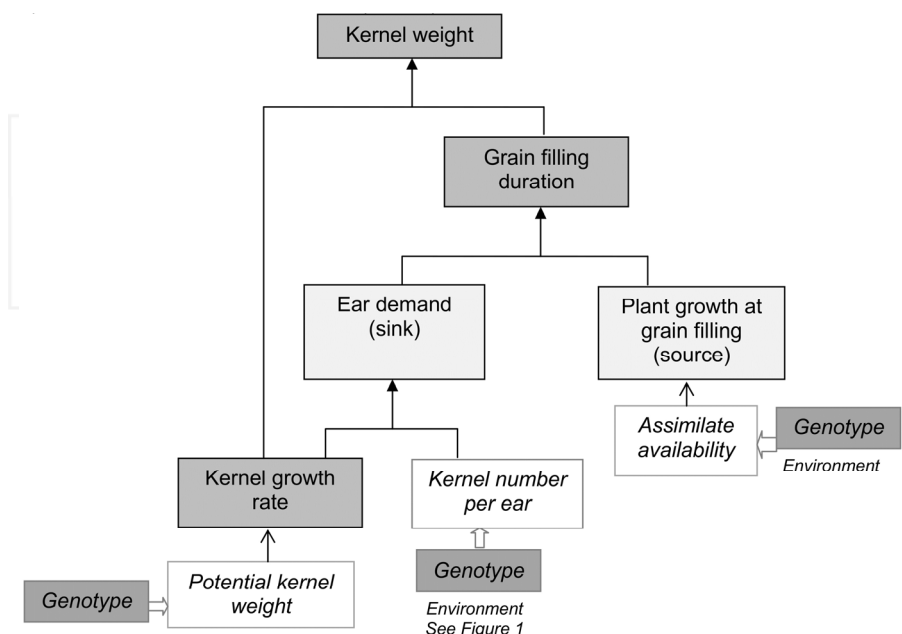 Kernel weight
Grain filling
duration
Ear demand
(sink)
Plant growth at
grain filling
(source)
Assimilate
availability
Genotype
Environment
Kernel growth
rate
Kernel number
per ear
Genotype
Environment
See Figure 1
Potential kernel
weight
Genotype